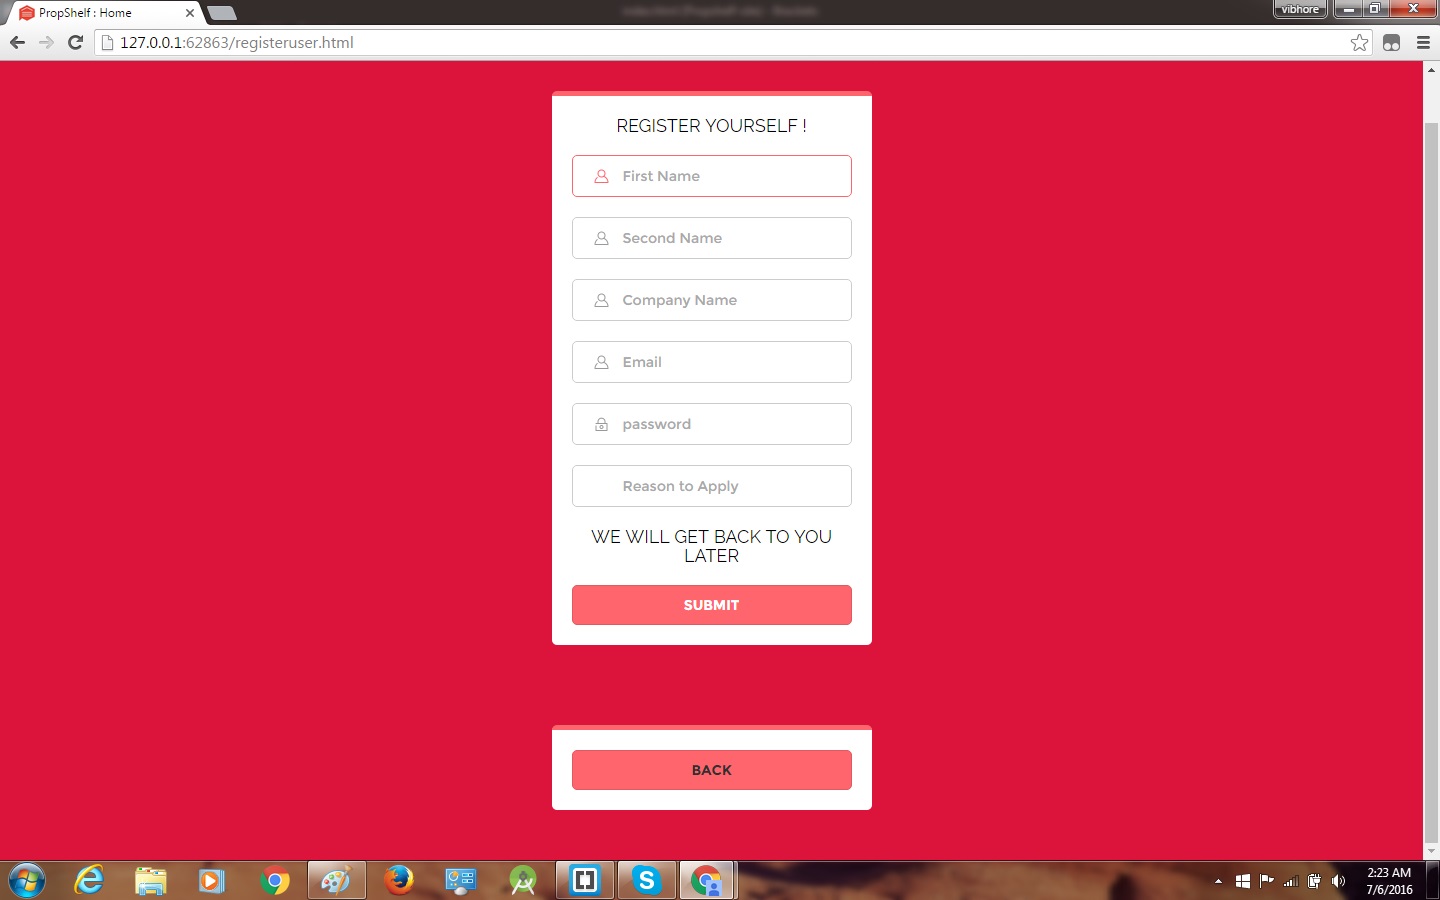 PropShelf : Home
vibhore
127.0.0.1:62863/registeruser.html
REGISTER YOURSELF !
First Name
Second Name
Company Name
Email
password
Reason to Apply
WE WILL GET BACK TO YOU
LATER
SUBMIT
BACK
2:23 AM
7/6/2016